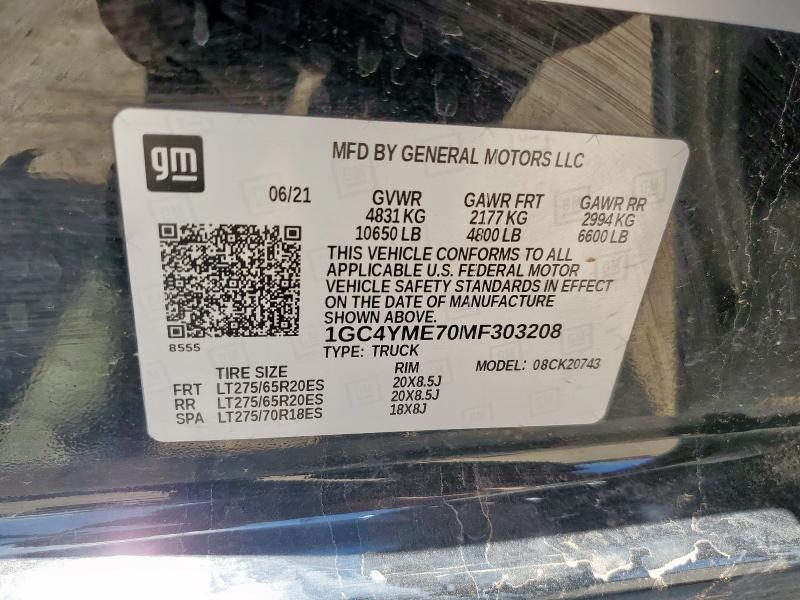 gm
MFD BY GENERAL MOTORS LLC
06/21 GVWR GAWR FRT GAWR RR
4831 KG 2177 KG 2994 KG
10650 LB 4800 LB 6600 LB
THIS VEHICLE CONFORMS TO ALL
APPLICABLE U.S. FEDERAL MOTOR
VEHICLE SAFETY STANDARDS IN EFFECT
ON THE DATE OF MANUFACTURE
SHOWN ABOVE.
1GC4YME70MF303208
8555
TYPE: TRUCK MODEL: 08CK20743
TIRE SIZE RIM
FRT LT275/65R20ES 20X8.5J
RR LT275/65R20ES 20X8.5J
SPA LT275/70R18ES 18X8J